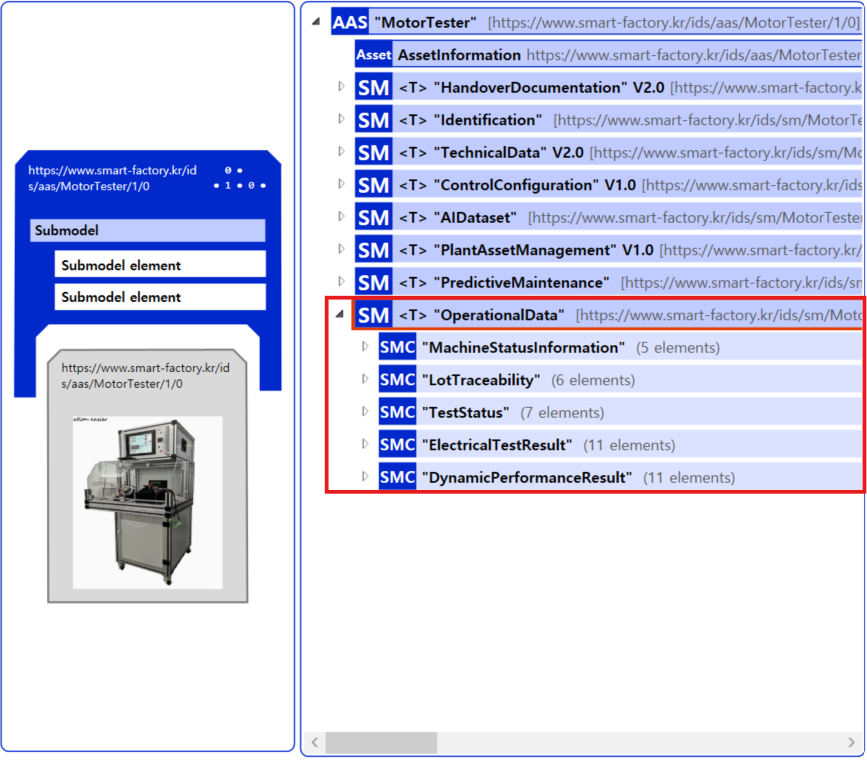 https://www.smart-factory.kr/id
s/aas/MotorTester/1/0
0
1 0
Submodel
Submodel element
Submodel element
https://www.smart-factory.kr/id
s/aas/MotorTester/1/0
AAS "MotorTester" [https://www.smart-factory.kr/ids/aas/MotorTester/1/0]
Asset AssetInformation https://www.smart-factory.kr/ids/aas/MotorTester
SM <T> "HandoverDocumentation" V2.0 [https://www.smart-factory.k
SM <T> "Identification" [https://www.smart-factory.kr/ids/sm/MotorTe
SM <T> "TechnicalData" V2.0 [https://www.smart-factory.kr/ids/sm/Mo
SM <T> "ControlConfiguration" V1.0 [https://www.smart-factory.kr/ids
SM <T> "AIDataset" [https://www.smart-factory.kr/ids/sm/MotorTester
SM <T> "PlantAssetManagement" V1.0 [https://www.smart-factory.kr/
SM <T> "PredictiveMaintenance" [https://www.smart-factory.kr/ids/sm
SM <T> "OperationalData" [https://www.smart-factory.kr/ids/sm/Moto
SMC "MachineStatusInformation" (5 elements)
SMC "LotTraceability" (6 elements)
SMC "TestStatus" (7 elements)
SMC "ElectricalTestResult" (11 elements)
SMC "DynamicPerformanceResult" (11 elements)